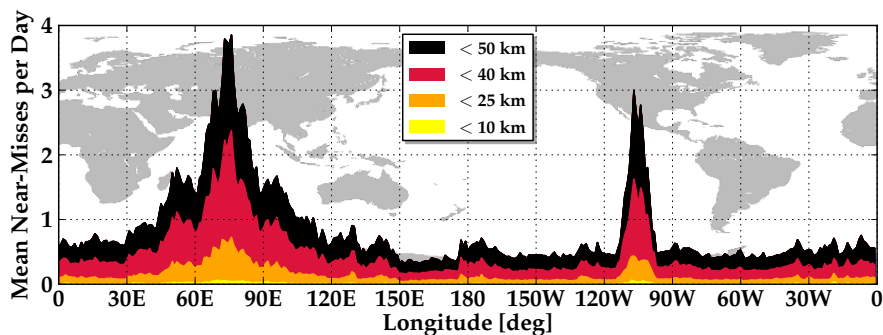 Mean Near-Misses per Day
4
3
2
1
0
< 50 km
< 40 km
< 25 km
< 10 km
0 30E 60E 90E 120E 150E 180 150W 120W 90W 60W 30W 0
Longitude [deg]